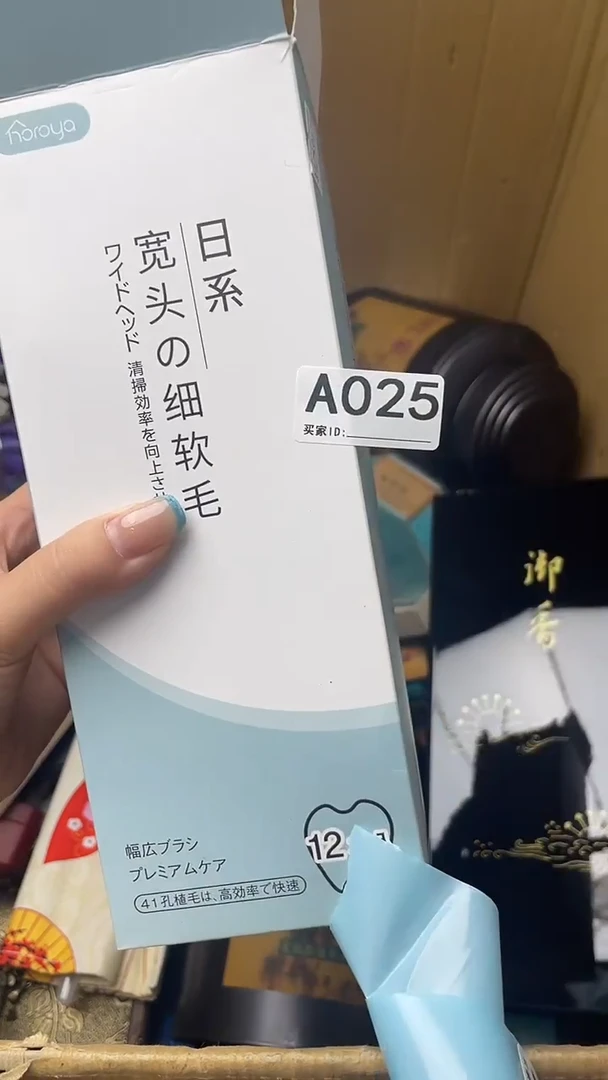 horoya
日系
宽头の细软毛
ワイドヘッド 清掃効率を向上させ
A025
买家ID:
御香
幅広ブラシ
プレミアムケア
41孔植毛は、高効率で快速
12